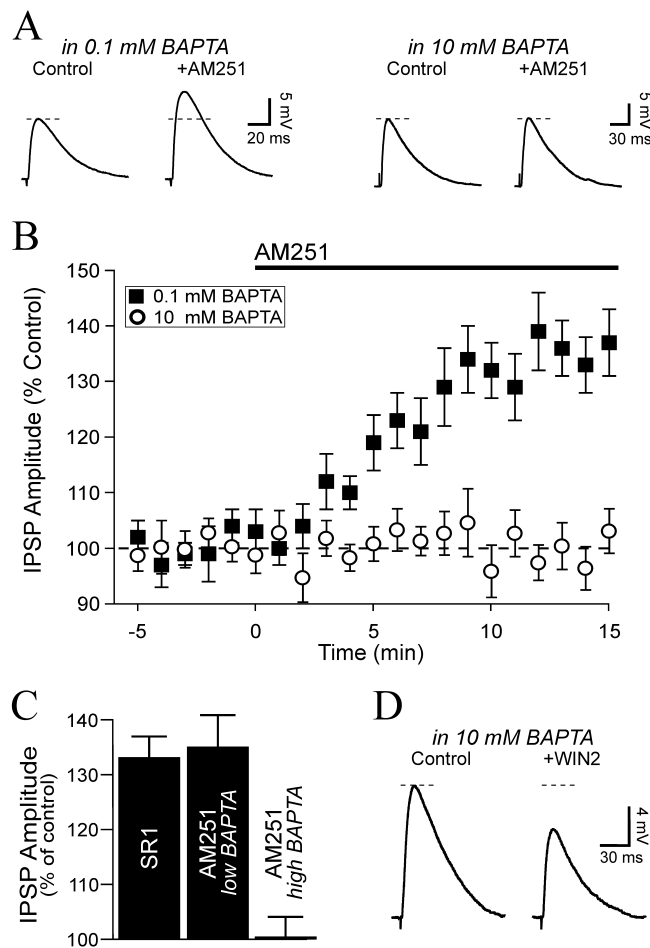 A
in 0.1 mM BAPTA
Control
+AM251
20 ms
5 mV
in 10 mM BAPTA
Control
+AM251
30 ms
5 mV
B
AM251
150
140
130
120
110
100
90
IPSP Amplitude (% Control)
0.1 mM BAPTA
10 mM BAPTA
-5
0
5
10
15
Time (min)
C
140
130
120
110
100
IPSP Amplitude
(% of control)
SR1
AM251
low BAPTA
AM251
high BAPTA
D
in 10 mM BAPTA
Control
+WIN2
4 mV
30 ms